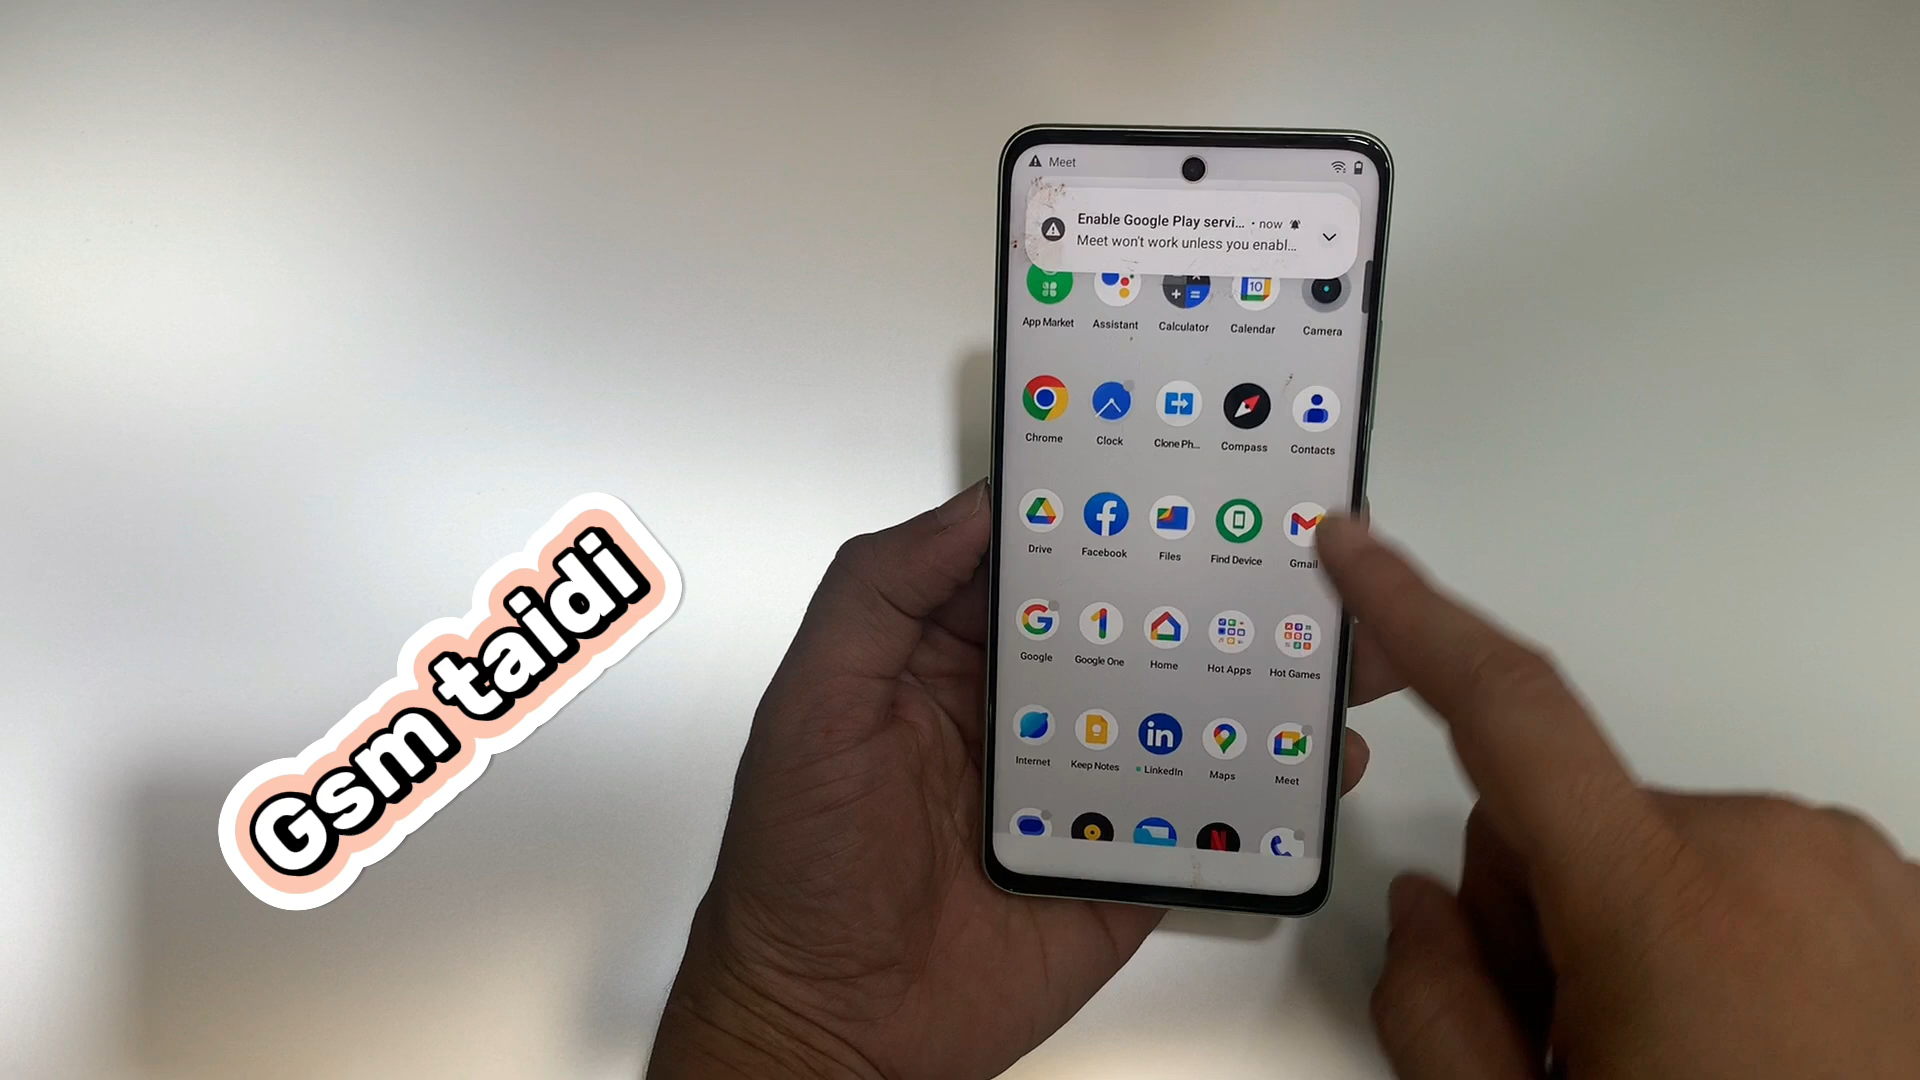 Meet
Enable Google Play servi... • now
Meet won't work unless you enabl...
10
App Market Assistant Calculator Calendar Camera
Chrome Clock Clone Ph... Compass Contacts
Drive Facebook Files Find Device Gmail
Google Google One Home Hot Apps Hot Games
in
Internet Keep Notes LinkedIn Maps Meet
Gsm taidi